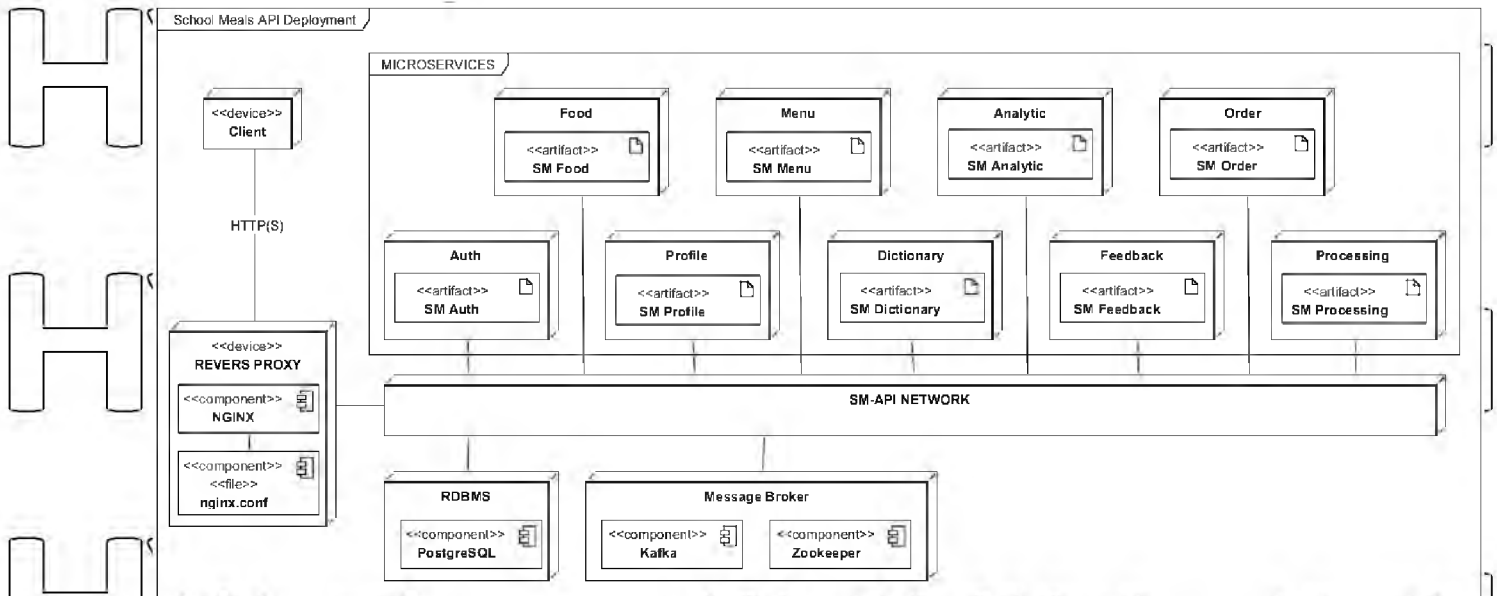 School Meals API Deployment
MICROSERVICES
<<device>>
Client
HTTP(S)
Food
<<artifact>>
SM Food
Menu
<<artifact>>
SM Menu
Analytic
<<artifact>>
SM Analytic
Order
<<artifact>>
SM Order
Auth
<<artifact>>
SM Auth
Profile
<<artifact>>
SM Profile
Dictionary
<<artifact>>
SM Dictionary
Feedback
<<artifact>>
SM Feedback
Processing
<<artifact>>
SM Processing
<<device>>
REVERS PROXY
<<component>>
NGINX
<<component>>
<<file>>
nginx.conf
SM-API NETWORK
RDBMS
<<component>>
PostgreSQL
Message Broker
<<component>>
Kafka
<<component>>
Zookeeper